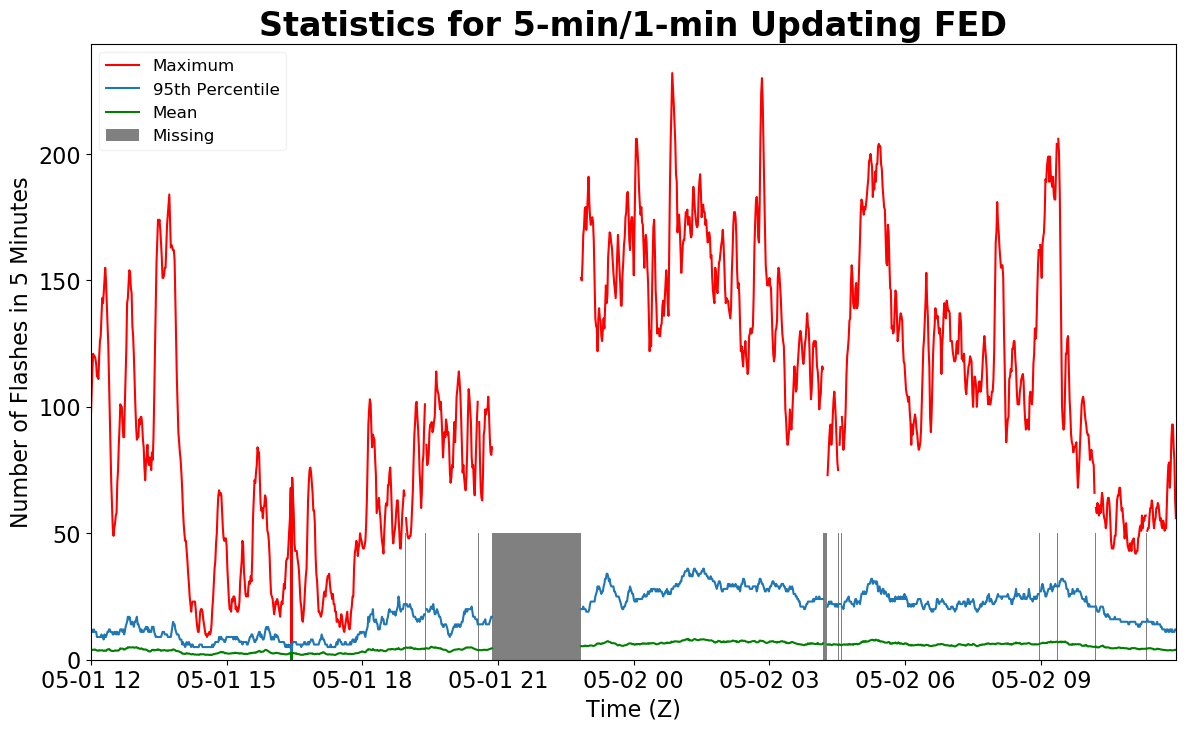 Statistics for 5-min/1-min Updating FED
Maximum
95th Percentile
Mean
Missing
Number of Flashes in 5 Minutes
200
150
100
50
0
05-01 12 05-01 15 05-01 18 05-01 21 05-02 00 05-02 03 05-02 06 05-02 09
Time (Z)